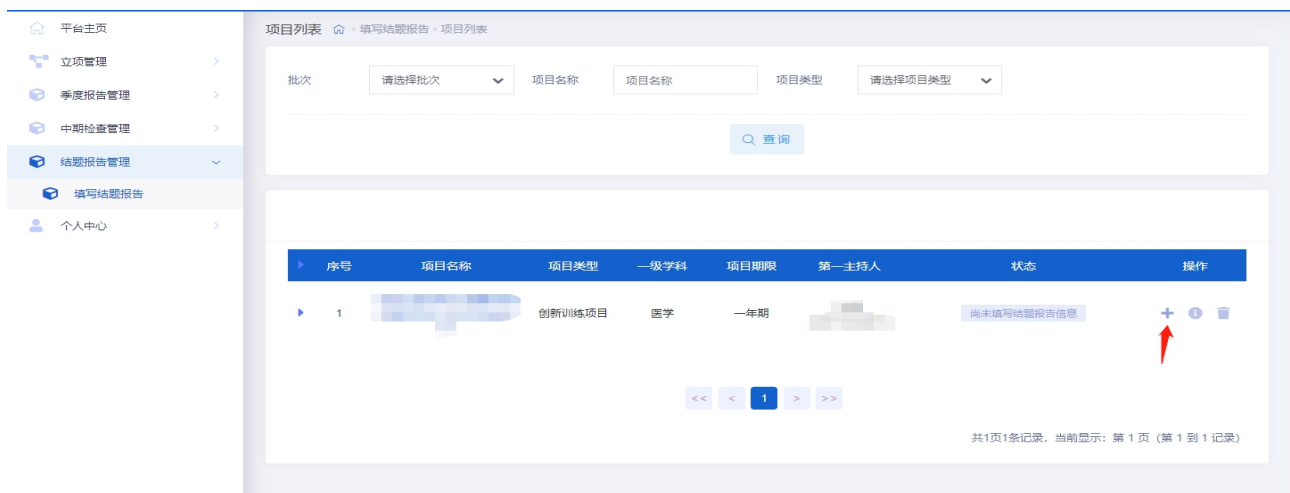 平台主页
立项管理
季度报告管理
中期检查管理
结题报告管理
填写结题报告
个人中心
项目列表 填写结题报告 项目列表
批次 请选择批次 项目名称 项目名称 项目类型 请选择项目类型
查询
序号 项目名称 项目类型 一级学科 项目期限 第一主持人 状态 操作
1 创新训练项目 医学 一年期 尚未填写结题报告信息
<< < 1 > >>
共1页1条记录，当前显示：第 1 页 (第 1 到 1 记录)